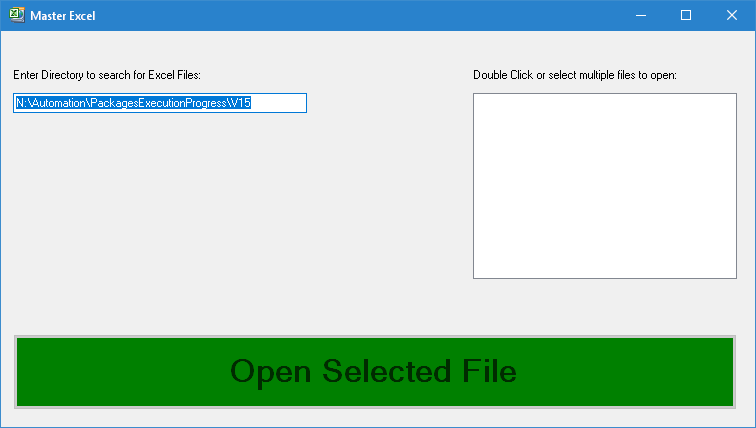 Master Excel
Enter Directory to search for Excel Files:
Double Click or select multiple files to open:
N:\Automation\PackagesExecutionProgress\V15
Open Selected File